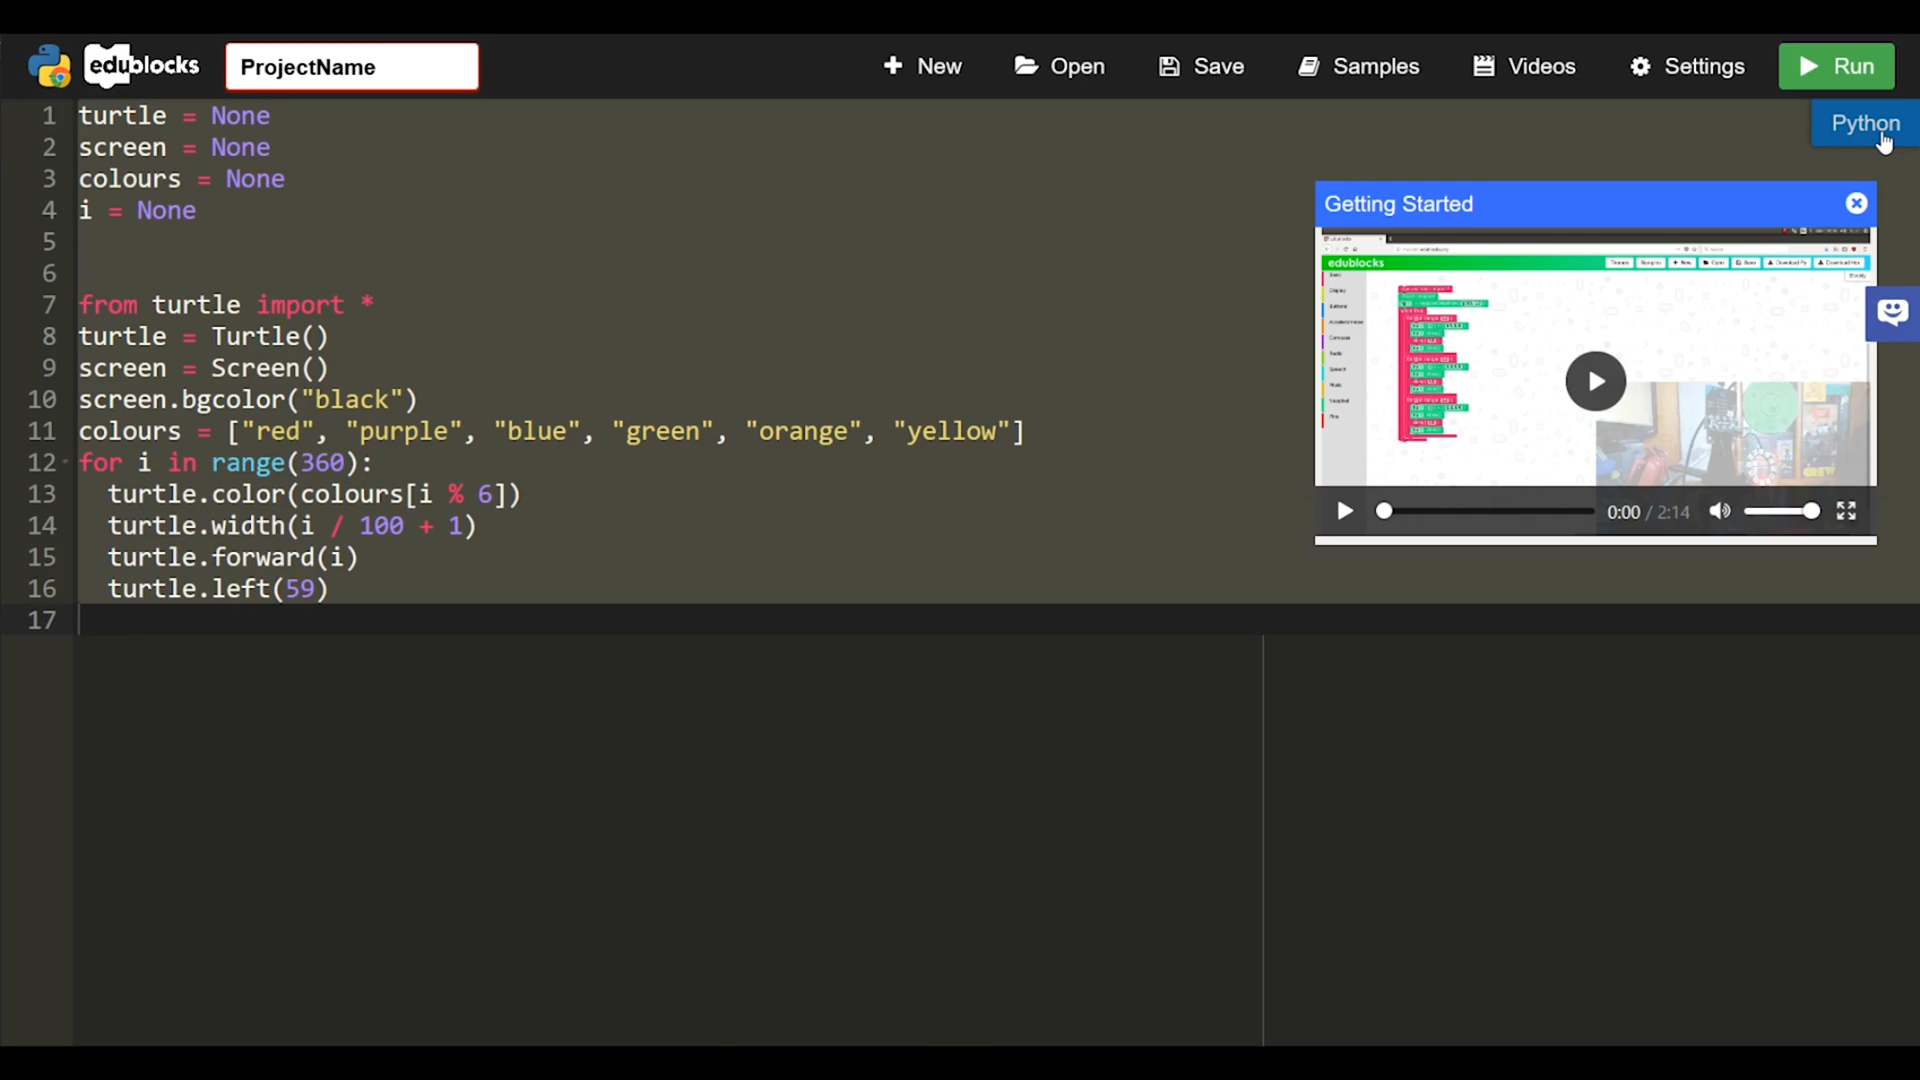 edublocks
ProjectName
New
Open
Save
Samples
Videos
Settings
Run
Python
1 turtle = None
2 screen = None
3 colours = None
4 i = None
5
6
7 from turtle import *
8 turtle = Turtle()
9 screen = Screen()
10 screen.bgcolor("black")
11 colours = ["red", "purple", "blue", "green", "orange", "yellow"]
12 for i in range(360):
13 turtle.color(colours[i % 6])
14 turtle.width(i / 100 + 1)
15 turtle.forward(i)
16 turtle.left(59)
17
Getting Started
edublocks
0:00 / 2:14